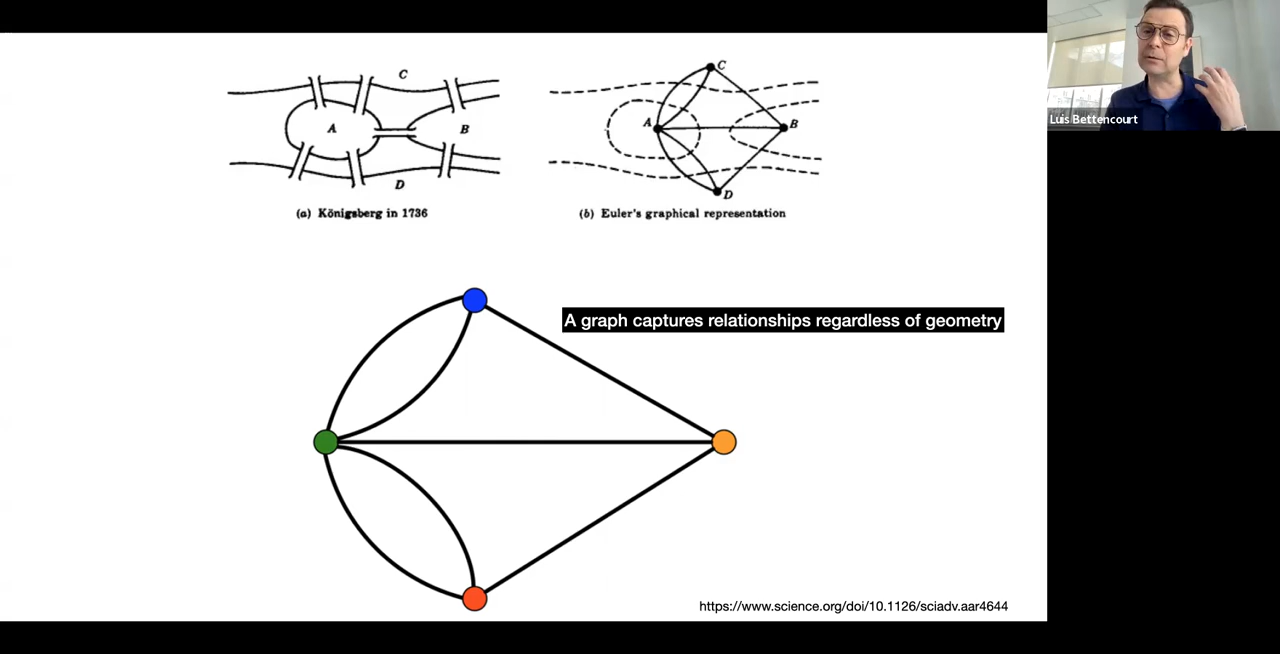 C
A
B
D
(a) Königsberg in 1736
C
A
B
D
(b) Euler's graphical representation
A graph captures relationships regardless of geometry
https://www.science.org/doi/10.1126/sciadv.aar4644
Luis Bettencourt